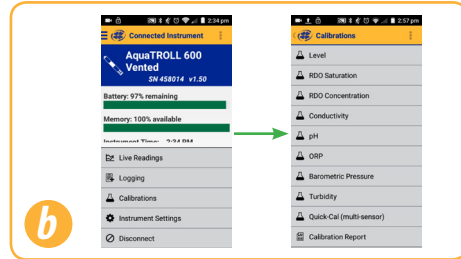 2:34 pm
Connected Instrument
AquaTROLL 600
Vented
SN 458014 v1.50
Battery: 97% remaining
Memory: 100% available
Instrument Time: 2:34 PM
Live Readings
Logging
Calibrations
Instrument Settings
Disconnect
2:57 pm
Calibrations
Level
RDO Saturation
RDO Concentration
Conductivity
pH
ORP
Barometric Pressure
Turbidity
Quick-Cal (multi-sensor)
Calibration Report
b